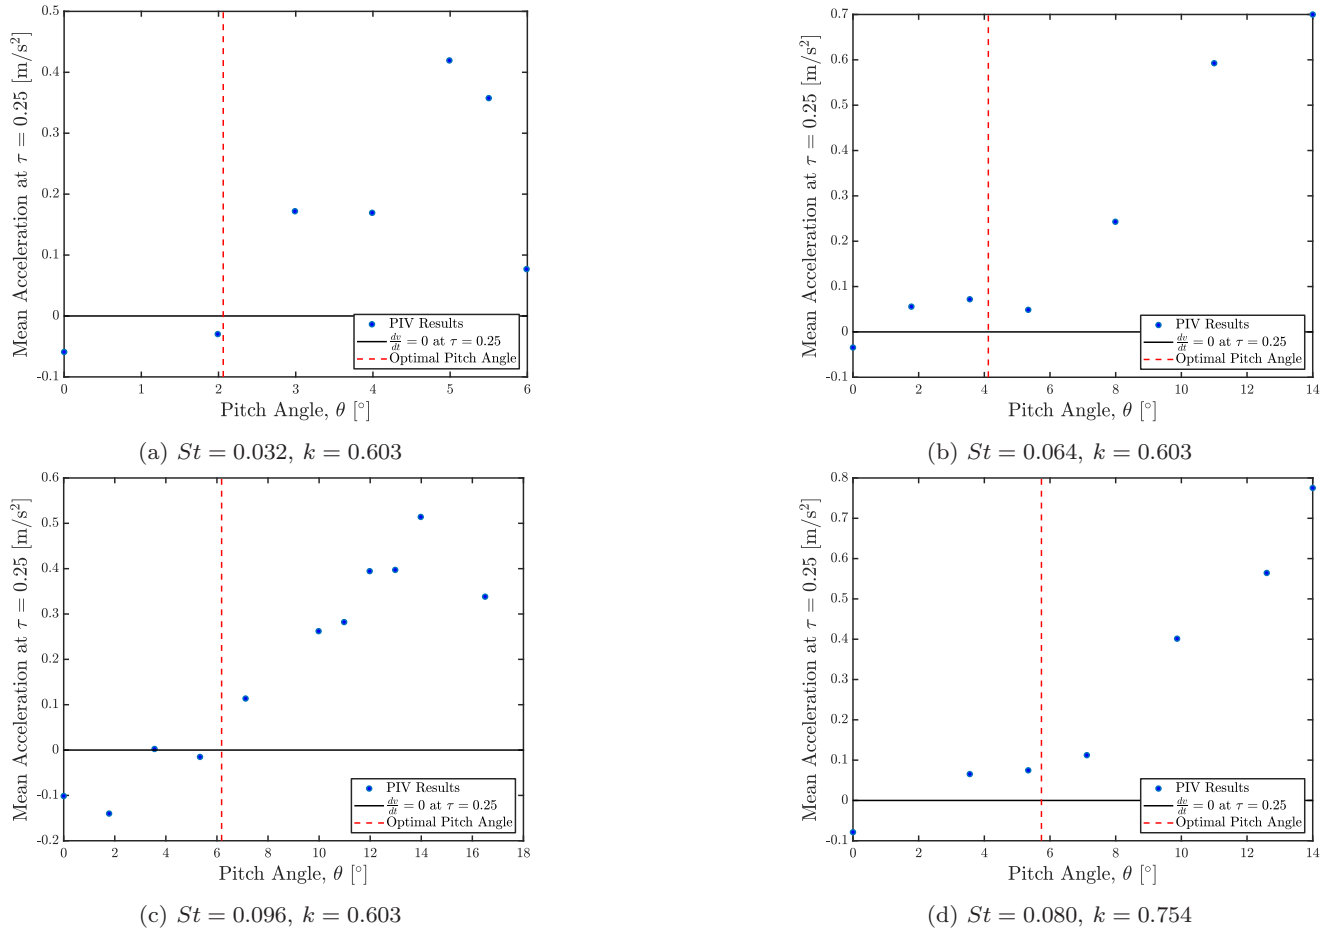 0.5
0.4
0.3
0.2
0.1
0
-0.1
0 1 2 3 4 5 6
Mean Acceleration at τ = 0.25 [m/s²]
Pitch Angle, θ [°]
PIV Results
dv/dt = 0 at τ = 0.25
Optimal Pitch Angle
(a) St = 0.032, k = 0.603
0.7
0.6
0.5
0.4
0.3
0.2
0.1
0
-0.1
0 2 4 6 8 10 12 14
Mean Acceleration at τ = 0.25 [m/s²]
Pitch Angle, θ [°]
PIV Results
dv/dt = 0 at τ = 0.25
Optimal Pitch Angle
(b) St = 0.064, k = 0.603
0.6
0.5
0.4
0.3
0.2
0.1
0
-0.1
-0.2
0 2 4 6 8 10 12 14 16 18
Mean Acceleration at τ = 0.25 [m/s²]
Pitch Angle, θ [°]
PIV Results
dv/dt = 0 at τ = 0.25
Optimal Pitch Angle
(c) St = 0.096, k = 0.603
0.8
0.7
0.6
0.5
0.4
0.3
0.2
0.1
0
-0.1
0 2 4 6 8 10 12 14
Mean Acceleration at τ = 0.25 [m/s²]
Pitch Angle, θ [°]
PIV Results
dv/dt = 0 at τ = 0.25
Optimal Pitch Angle
(d) St = 0.080, k = 0.754